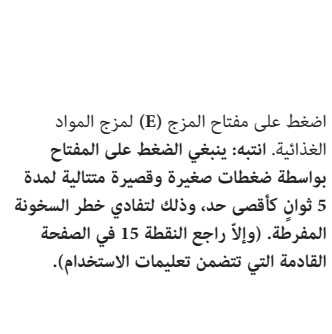 اضغط على مفتاح المزج (E) لمزج المواد
الغذائية. انتبه: ينبغي الضغط على المفتاح
بواسطة ضغطات صغيرة وقصيرة متتالية لمدة
5 ثوانٍ كأقصى حد، وذلك لتفادي خطر السخونة
المفرطة. (وإلاّ راجع النقطة 15 في الصفحة
القادمة التي تتضمن تعليمات الاستخدام).